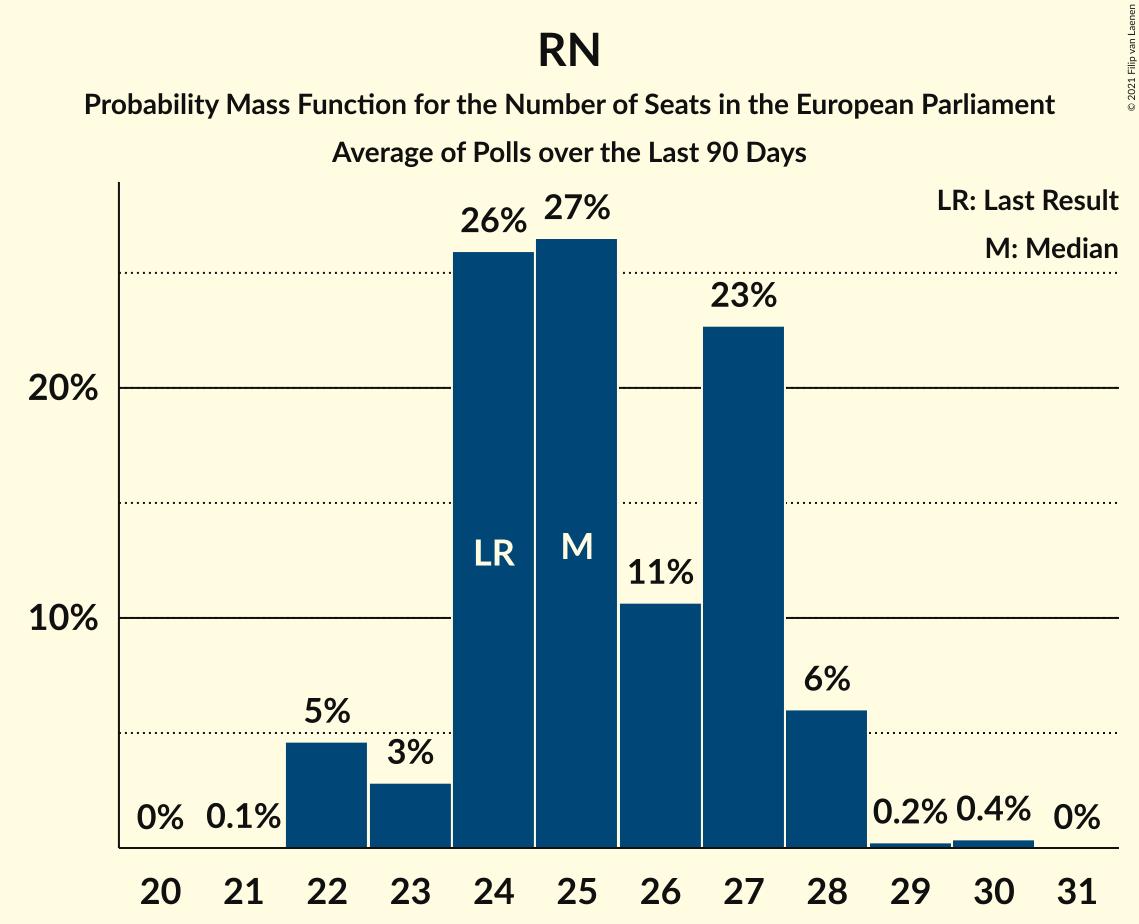 RN
Probability Mass Function for the Number of Seats in the European Parliament
Average of Polls over the Last 90 Days
© 2021 Filip van Laenen
LR: Last Result
M: Median
26%
27%
23%
20%
LR
M
11%
10%
6%
5%
3%
0%
0.1%
0.2%
0.4%
0%
20 21 22 23 24 25 26 27 28 29 30 31